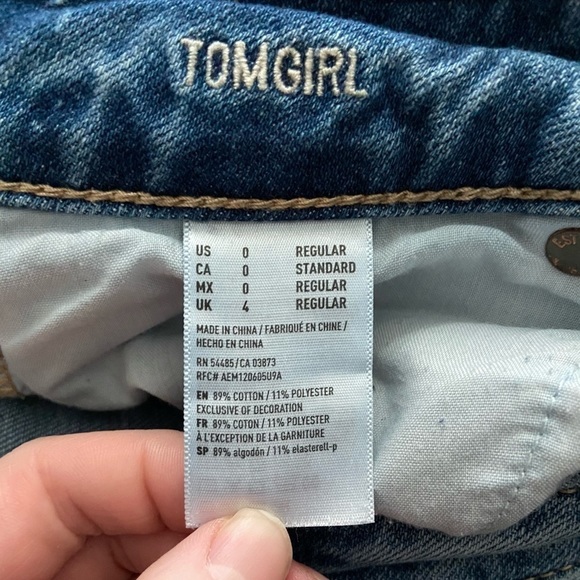 TOMGIRL
US 0 REGULAR
CA 0 STANDARD
MX 0 REGULAR
UK 4 REGULAR
MADE IN CHINA / FABRIQUÉ EN CHINE /
HECHO EN CHINA
RN 54485/CA 03873
RFC# AEM120605U9A
EN 89% COTTON / 11% POLYESTER
EXCLUSIVE OF DECORATION
FR 89% COTON / 11% POLYESTER
À L'EXCEPTION DE LA GARNITURE
SP 89% algodón / 11% elasterell-p